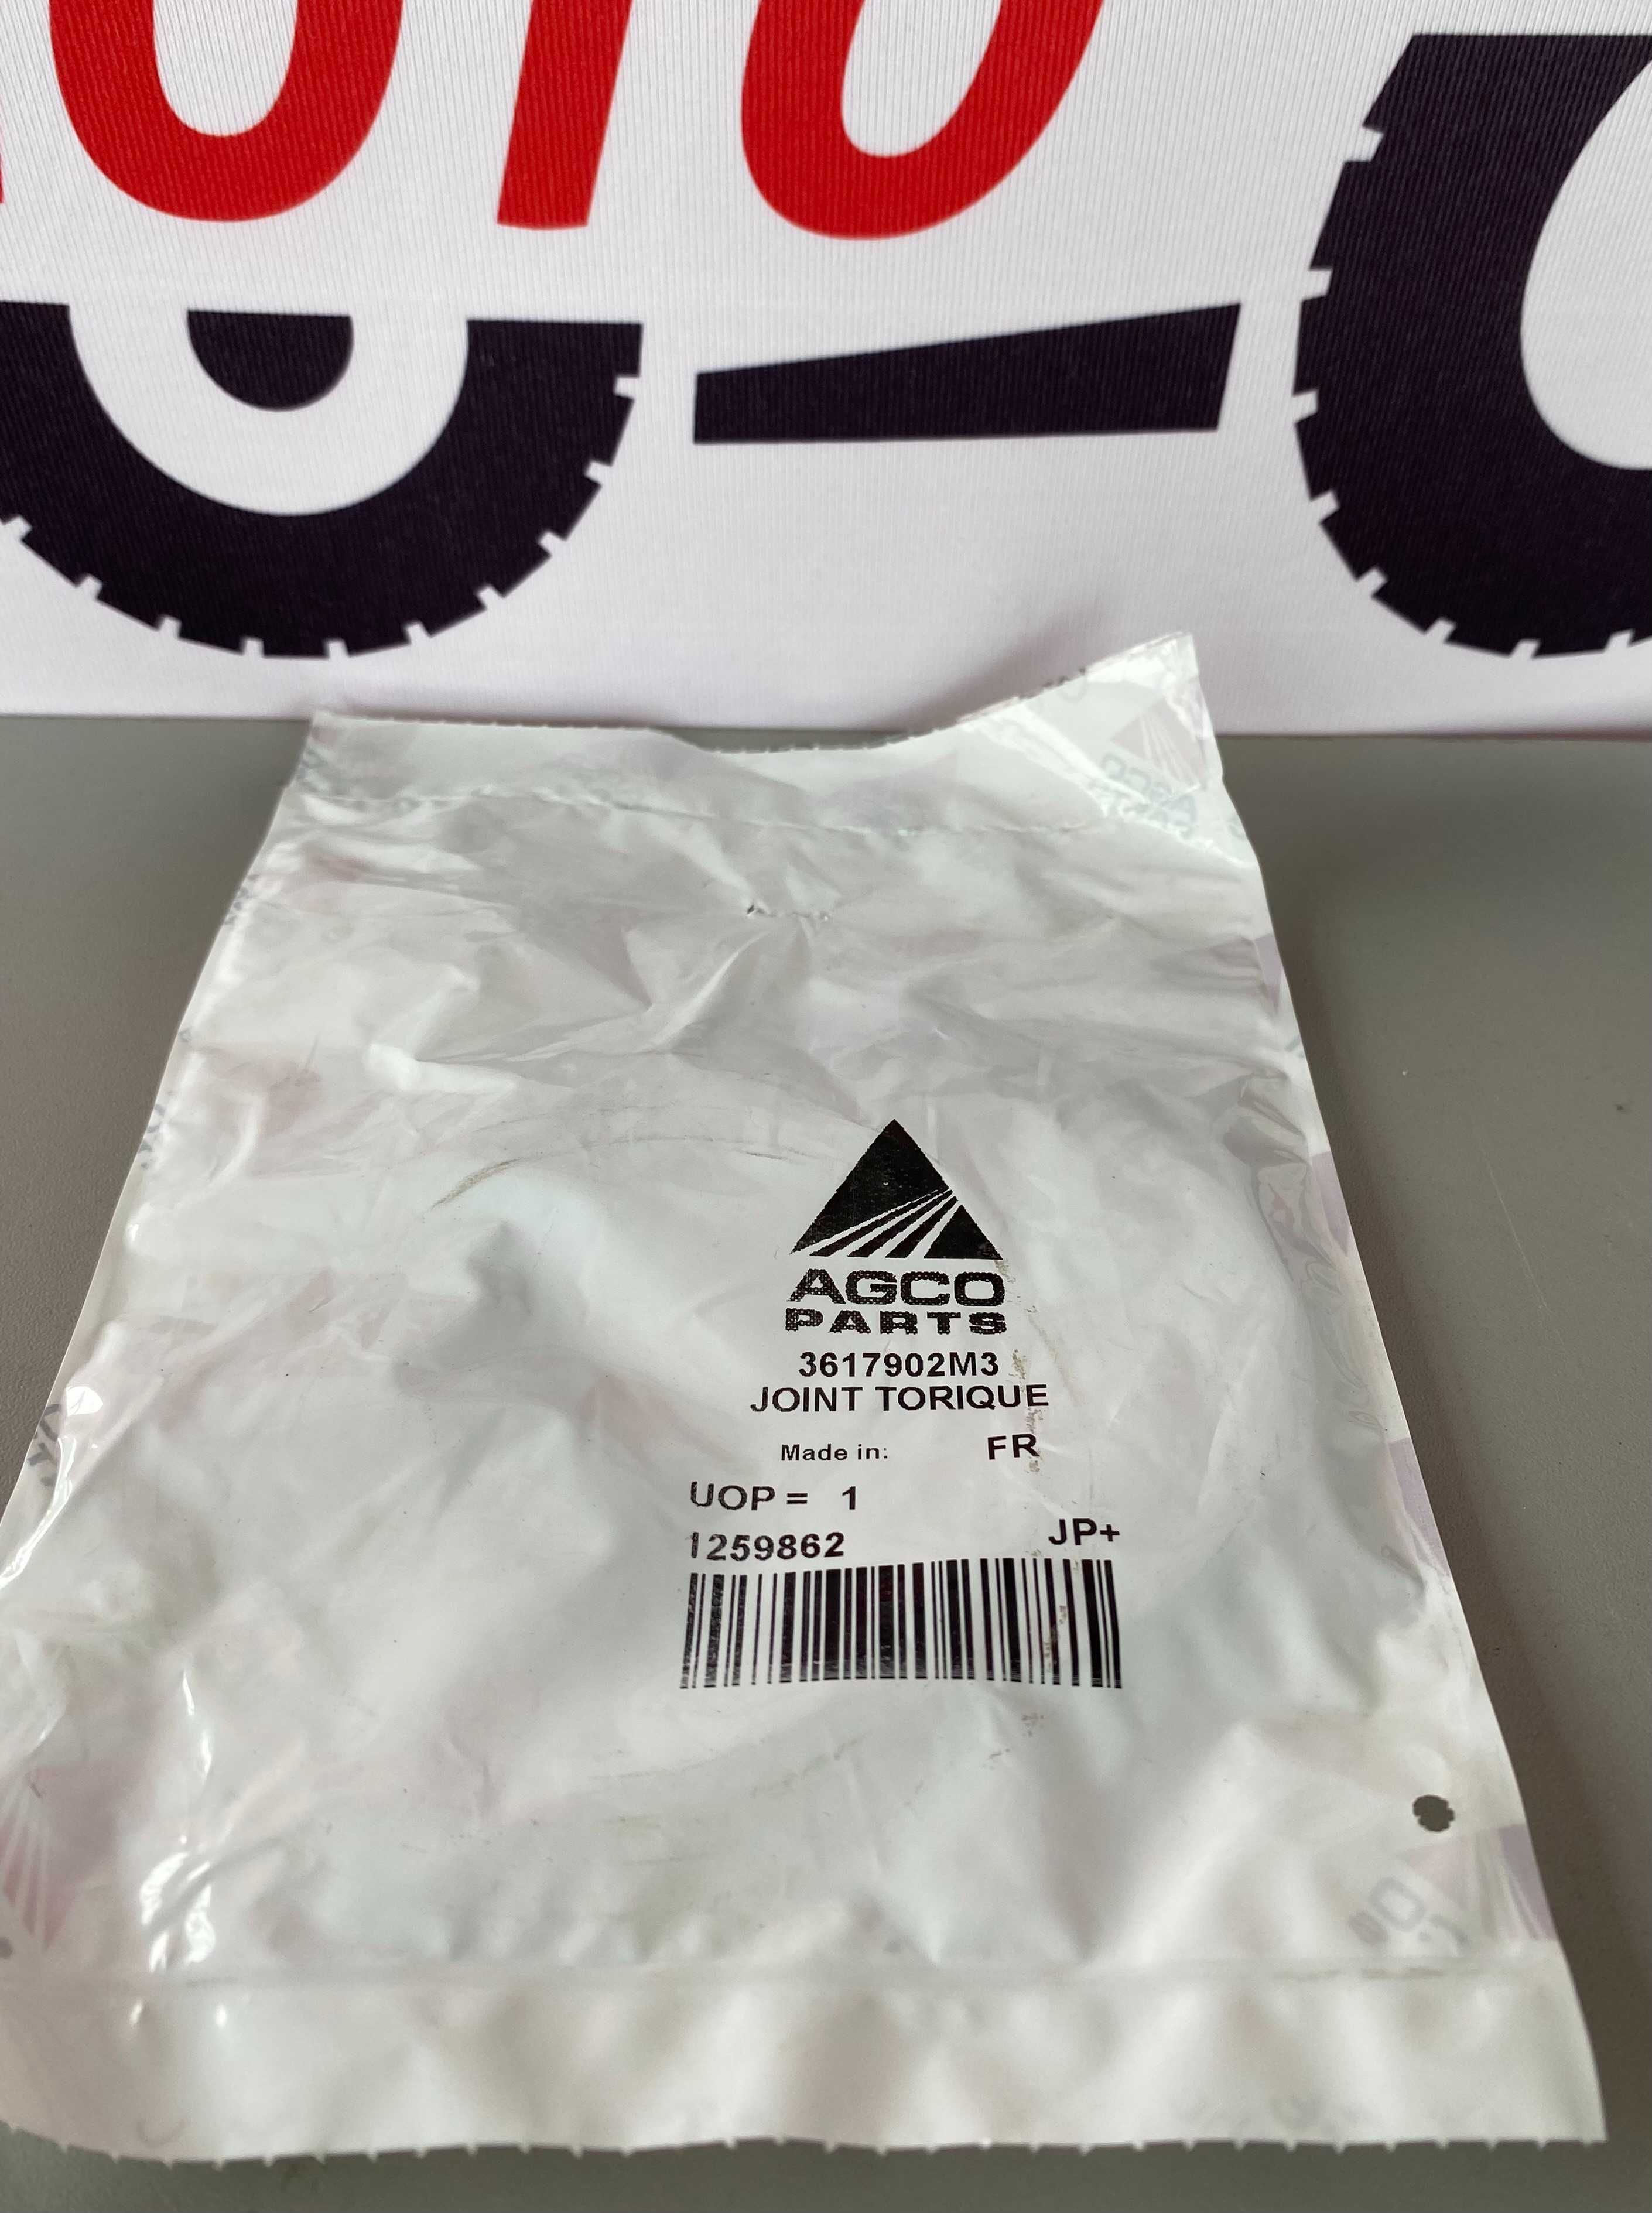 AGCO
PARTS
3617902M3
JOINT TORIQUE
Made in: FR
UOP = 1
1259862 JP+